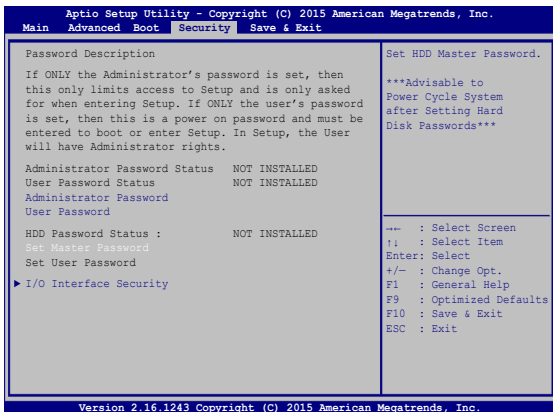 Aptio Setup Utility - Copyright (C) 2015 American Megatrends, Inc.
Main Advanced Boot Security Save & Exit
Password Description
If ONLY the Administrator's password is set, then
this only limits access to Setup and is only asked
for when entering Setup. If ONLY the user's password
is set, then this is a power on password and must be
entered to boot or enter Setup. In Setup, the User
will have Administrator rights.
Administrator Password Status NOT INSTALLED
User Password Status NOT INSTALLED
Administrator Password
User Password
HDD Password Status : NOT INSTALLED
Set Master Password
Set User Password
▶ I/O Interface Security
Set HDD Master Password.
***Advisable to
Power Cycle System
after Setting Hard
Disk Passwords***
→← : Select Screen
↑↓ : Select Item
Enter: Select
+/— : Change Opt.
F1 : General Help
F9 : Optimized Defaults
F10 : Save & Exit
ESC : Exit
Version 2.16.1243 Copyright (C) 2015 American Megatrends, Inc.